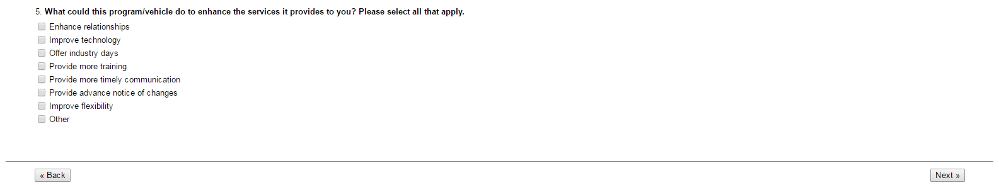 5. What could this program/vehicle do to enhance the services it provides to you? Please select all that apply.
Enhance relationships
Improve technology
Offer industry days
Provide more training
Provide more timely communication
Provide advance notice of changes
Improve flexibility
Other
« Back
Next »